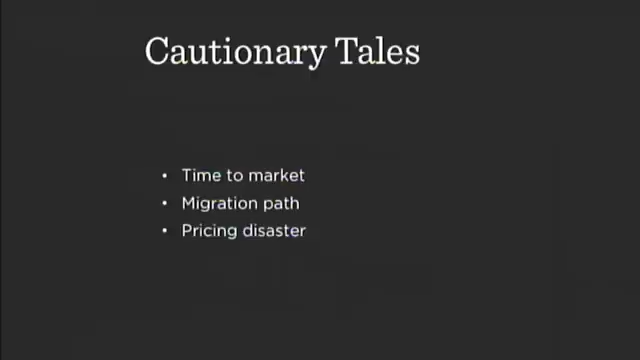 Cautionary Tales
• Time to market
• Migration path
• Pricing disaster